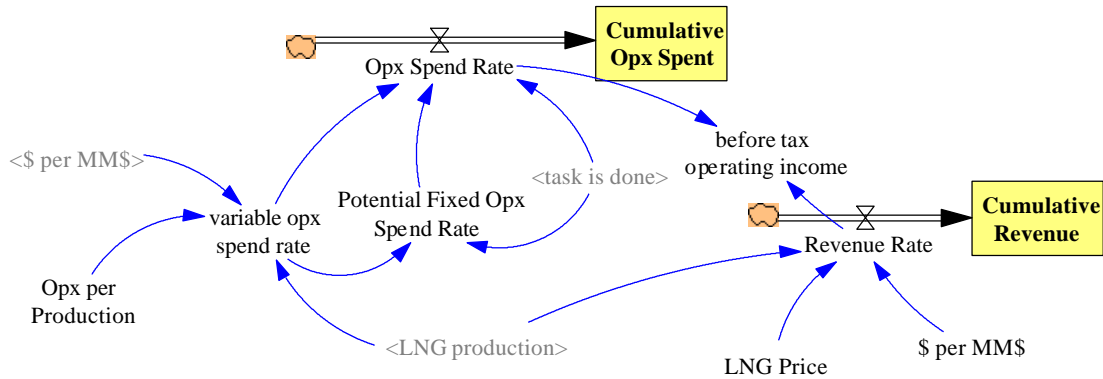 Cumulative
Opx Spent
Opx Spend Rate
before tax
operating income
<$ per MM$>
<task is done>
Potential Fixed Opx
Spend Rate
variable opx
spend rate
Cumulative
Revenue
Revenue Rate
Opx per
Production
<LNG production>
LNG Price
$ per MM$